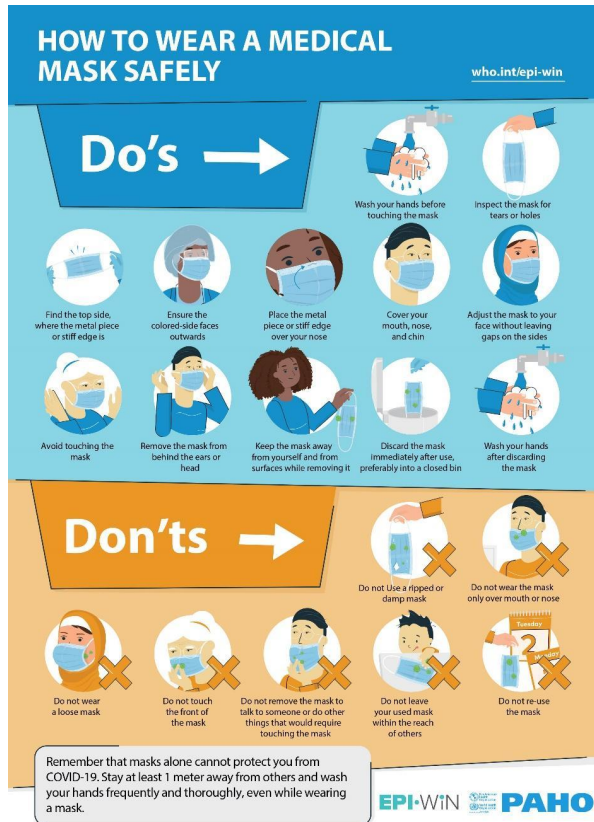 HOW TO WEAR A MEDICAL
MASK SAFELY
who.int/epi-win
Do's
Wash your hands before
touching the mask
Inspect the mask for
tears or holes
Find the top side,
where the metal piece
or stiff edge is
Ensure the
colored-side faces
outwards
Place the metal
piece or stiff edge
over your nose
Cover your
mouth, nose,
and chin
Adjust the mask to your
face without leaving
gaps on the sides
Avoid touching the
mask
Remove the mask from
behind the ears or
head
Keep the mask away
from yourself and from
surfaces while removing it
Discard the mask
immediately after use,
preferably into a closed bin
Wash your hands
after discarding
the mask
Don'ts
Do not Use a ripped or
damp mask
Do not wear the mask
only over mouth or nose
Do not wear
a loose mask
Do not touch
the front of
the mask
Do not remove the mask to
talk to someone or do other
things that would require
touching the mask
Do not leave
your used mask
within the reach
of others
Tuesday
2
Monday
Do not re-use
the mask
Remember that masks alone cannot protect you from
COVID-19. Stay at least 1 meter away from others and wash
your hands frequently and thoroughly, even while wearing
a mask.
EPI•WiN
PAHO